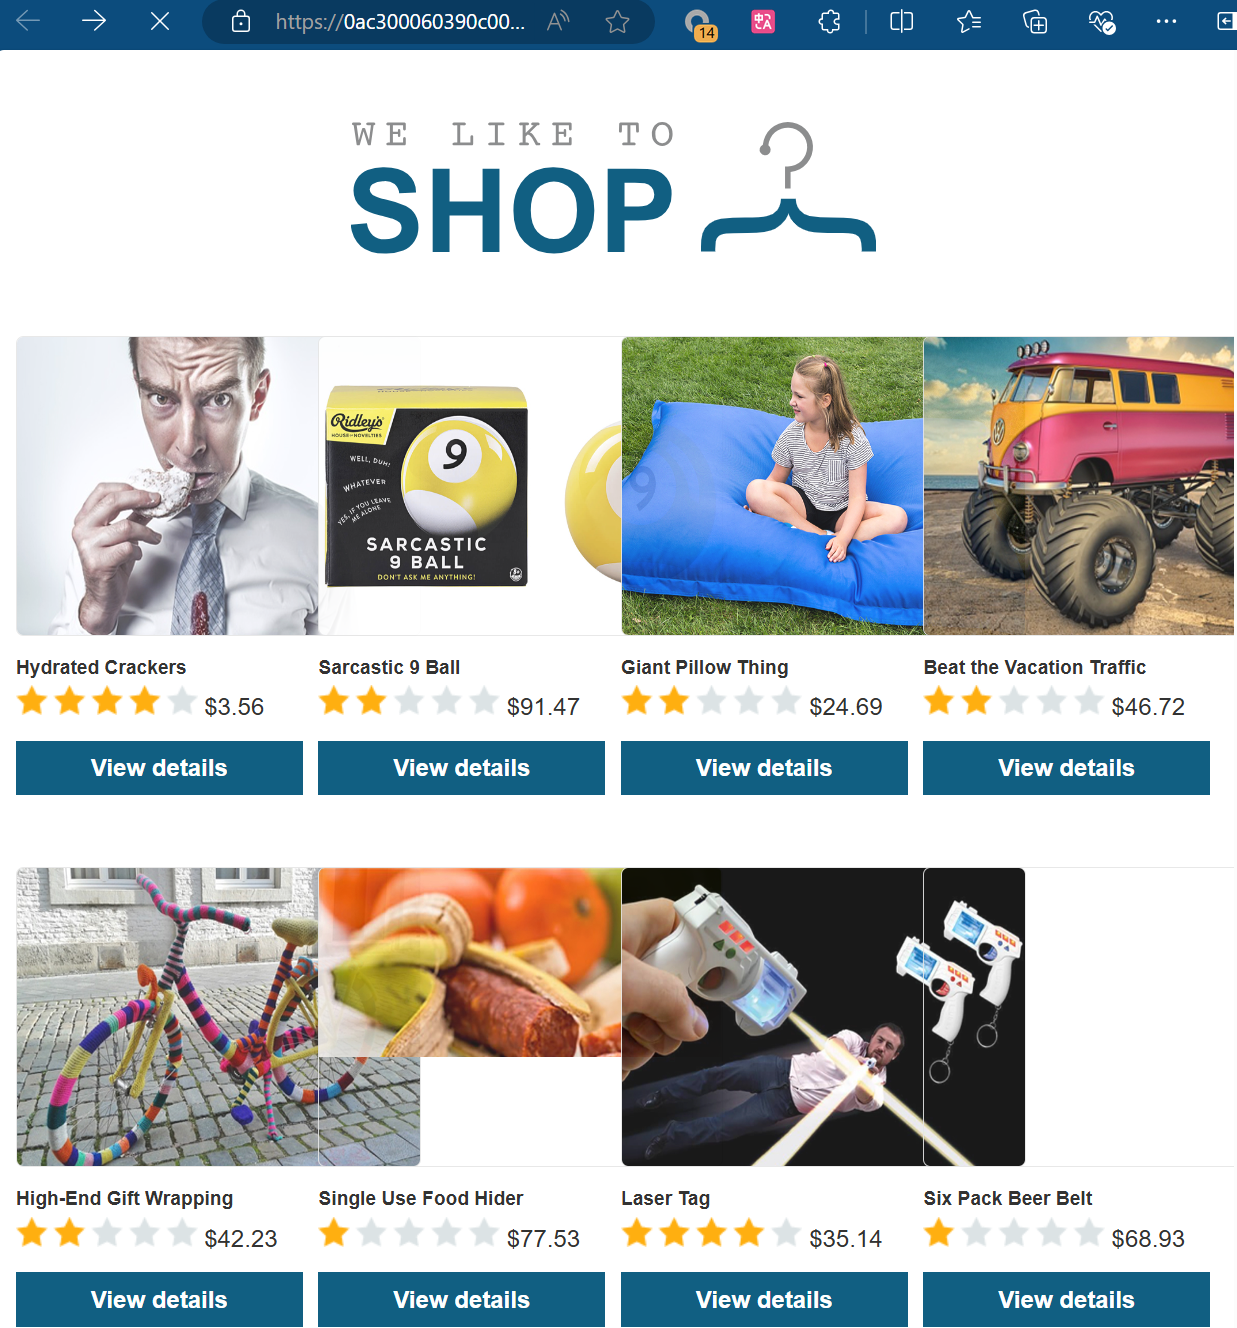 https://0ac300060390c00...
14
WE LIKE TO
SHOP
Ridley's
HOUSE OF NOVELTIES
9
WELL, DUH!
WHATEVER
YES, IF YOU LEAVE
ME ALONE
SARCASTIC
9 BALL
DON'T ASK ME ANYTHING!
9
Hydrated Crackers
$3.56
View details
Sarcastic 9 Ball
$91.47
View details
Giant Pillow Thing
$24.69
View details
Beat the Vacation Traffic
$46.72
View details
High-End Gift Wrapping
$42.23
View details
Single Use Food Hider
$77.53
View details
Laser Tag
$35.14
View details
Six Pack Beer Belt
$68.93
View details